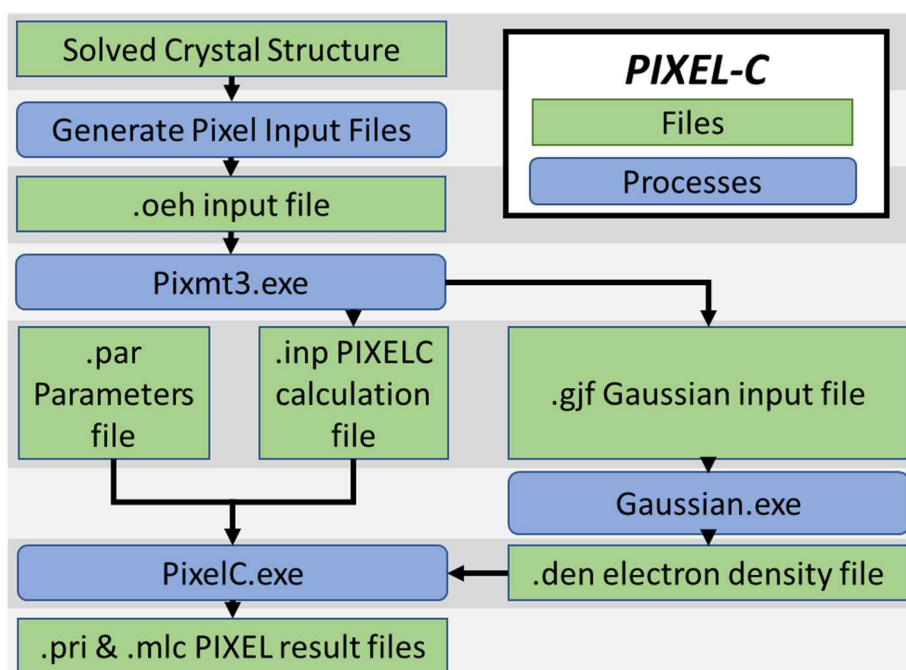 Solved Crystal Structure
PIXEL-C
Files
Processes
Generate Pixel Input Files
.oeh input file
Pixmt3.exe
.par
Parameters
file
.inp PIXELC
calculation
file
.gjf Gaussian input file
Gaussian.exe
PixelC.exe
.den electron density file
.pri & .mlc PIXEL result files